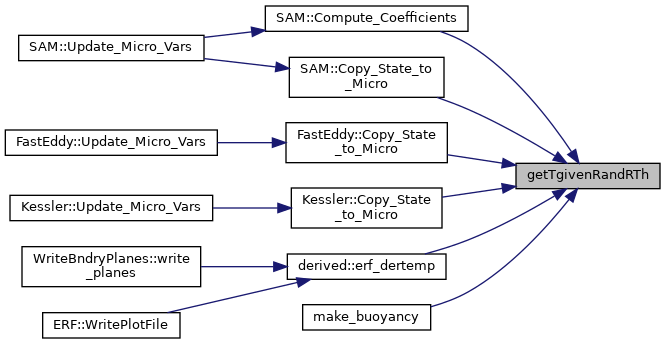 SAM::Compute_Coefficients
SAM::Update_Micro_Vars
SAM::Copy_State_to
_Micro
FastEddy::Copy_State
_to_Micro
FastEddy::Update_Micro_Vars
getTgivenRandRTh
Kessler::Copy_State
_to_Micro
Kessler::Update_Micro_Vars
WriteBndryPlanes::write
_planes
derived::erf_dertemp
make_buoyancy
ERF::WritePlotFile